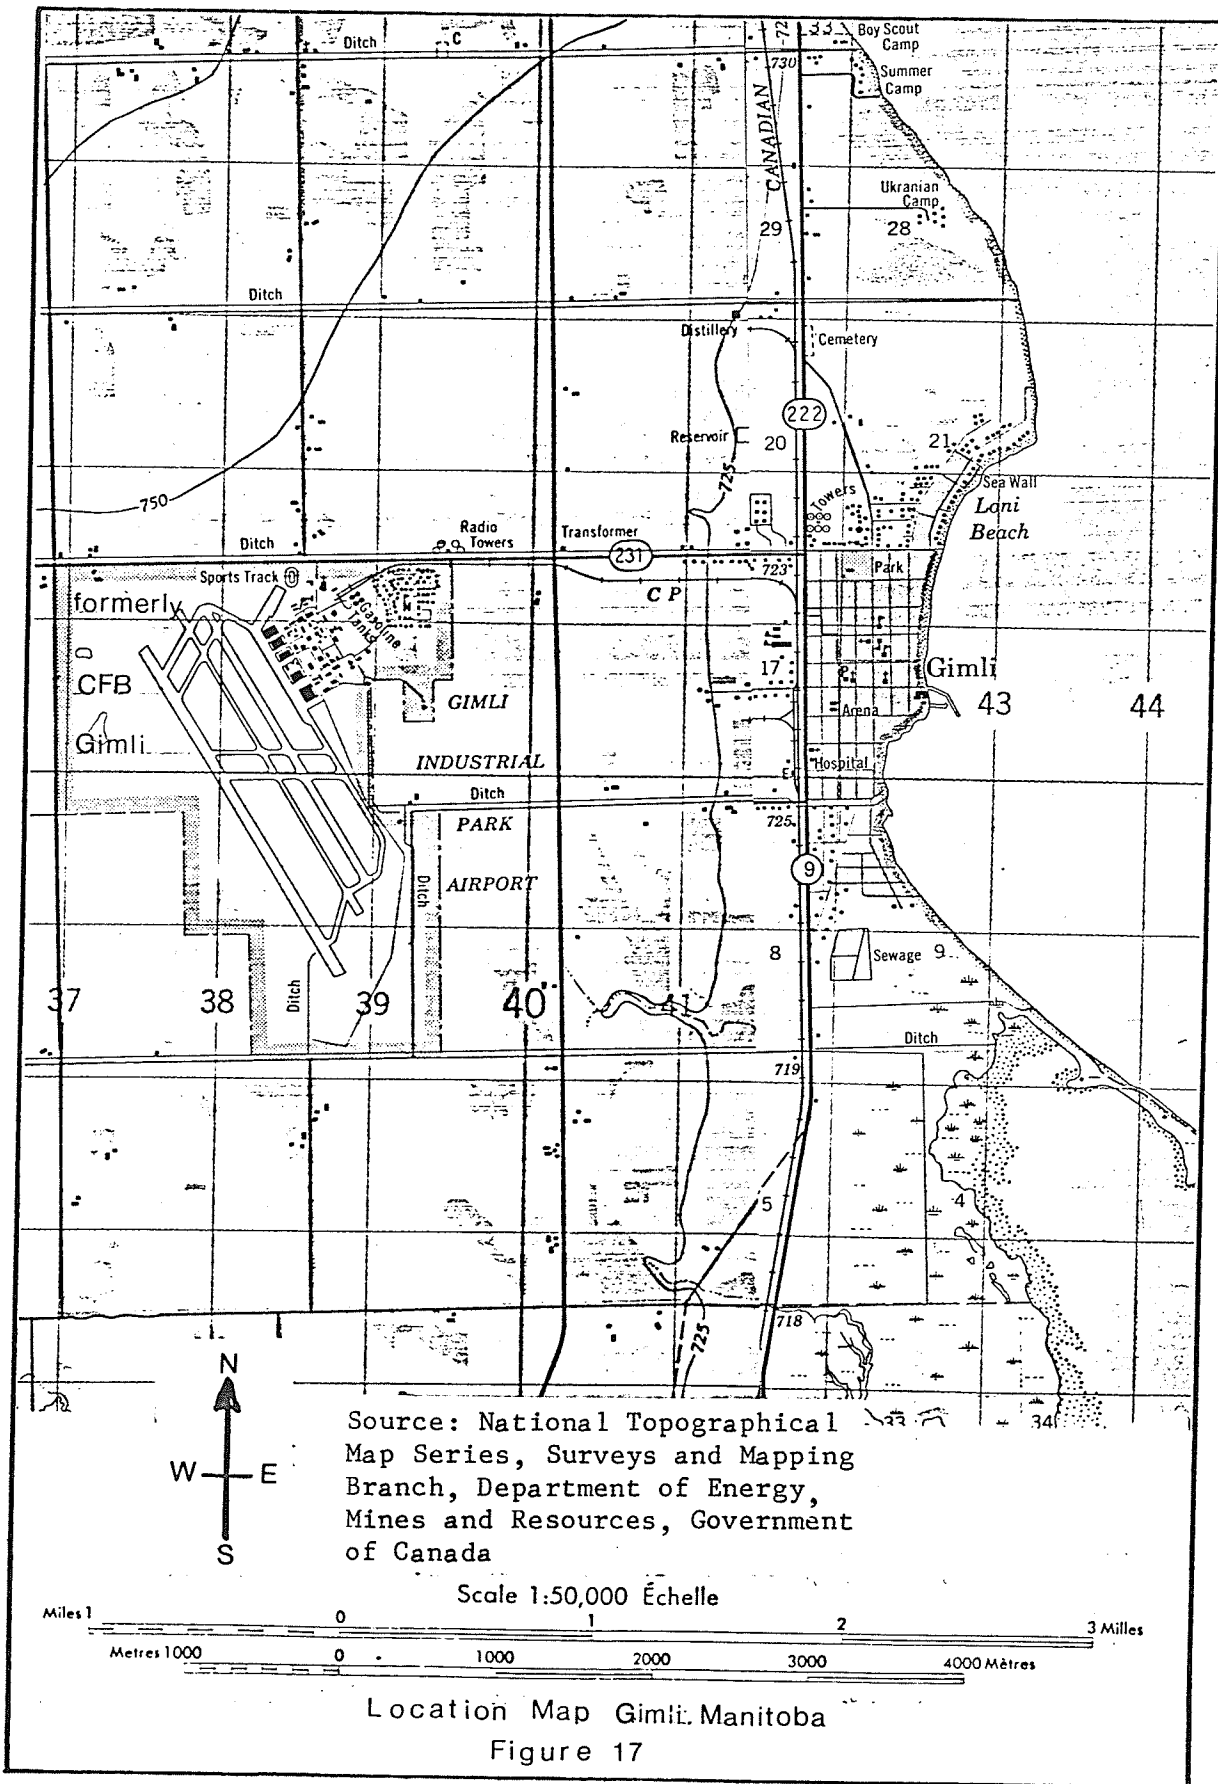 Ditch
C
33
72
Boy Scout
Camp
730
Summer
Camp
CANADIAN
Ukranian
Camp
29
28
Ditch
Distillery
Cemetery
222
Reservoir
20
21
725
750
Sea Wall
Towers
Loni
Beach
Radio
Towers
Transformer
Ditch
231
Sports Track
723
Park
formerly
Gasoline
Tanks
C P
17
Gimli
CFB
GIMLI
43
44
Arena
P
Gimli
INDUSTRIAL
E
Hospital
Ditch
PARK
725
9
AIRPORT
Ditch
8
Sewage
9
37
38
Ditch
39
40
41
Ditch
719
5
4
718
725
33
34
N
W
E
S
Source: National Topographical
Map Series, Surveys and Mapping
Branch, Department of Energy,
Mines and Resources, Government
of Canada
Scale 1:50,000 Échelle
Miles 1 0 1 2 3 Milles
Metres 1000 0 1000 2000 3000 4000 Mètres
Location Map Gimli. Manitoba
Figure 17